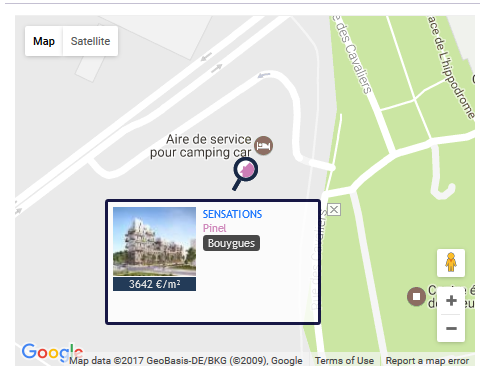 Map
Satellite
e des Cavaliers
ace de L'hippodrome
Aire de service
pour camping car
SENSATIONS
Pinel
Bouygues
3642 €/m²
Google
Map data ©2017 GeoBasis-DE/BKG (©2009), Google
Terms of Use
Report a map error